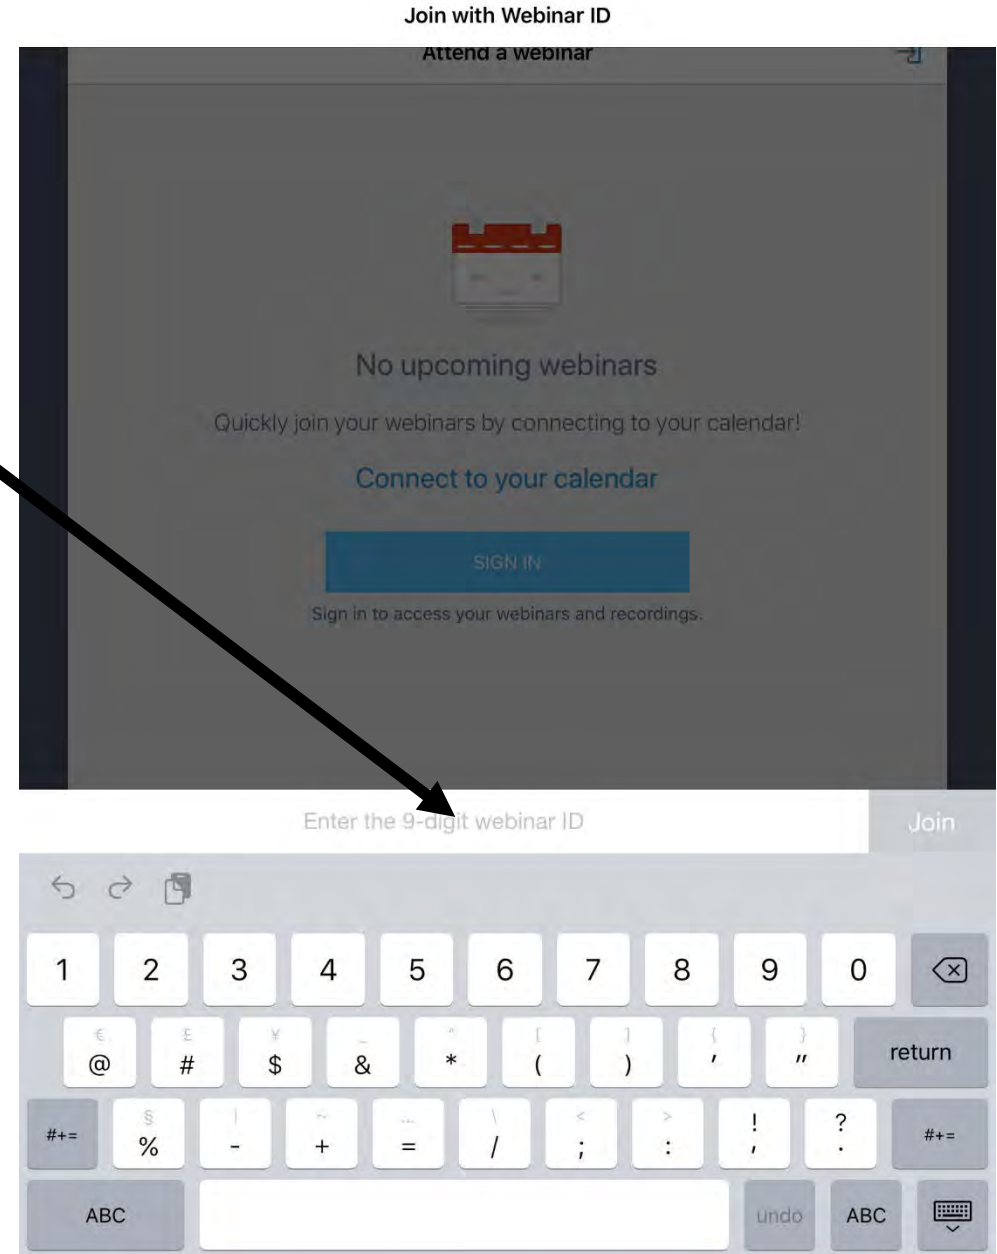 Join with Webinar ID
Attend a webinar
No upcoming webinars
Quickly join your webinars by connecting to your calendar!
Connect to your calendar
SIGN IN
Sign in to access your webinars and recordings.
Enter the 9-digit webinar ID Join
1 2 3 4 5 6 7 8 9 0
€ £ ¥ _ ^ [ ] { }
@ # $ & * ( ) ' "
return
§ | ~ … \ < > ! ?
#+= % - + = / ; : , . #+=
ABC undo ABC